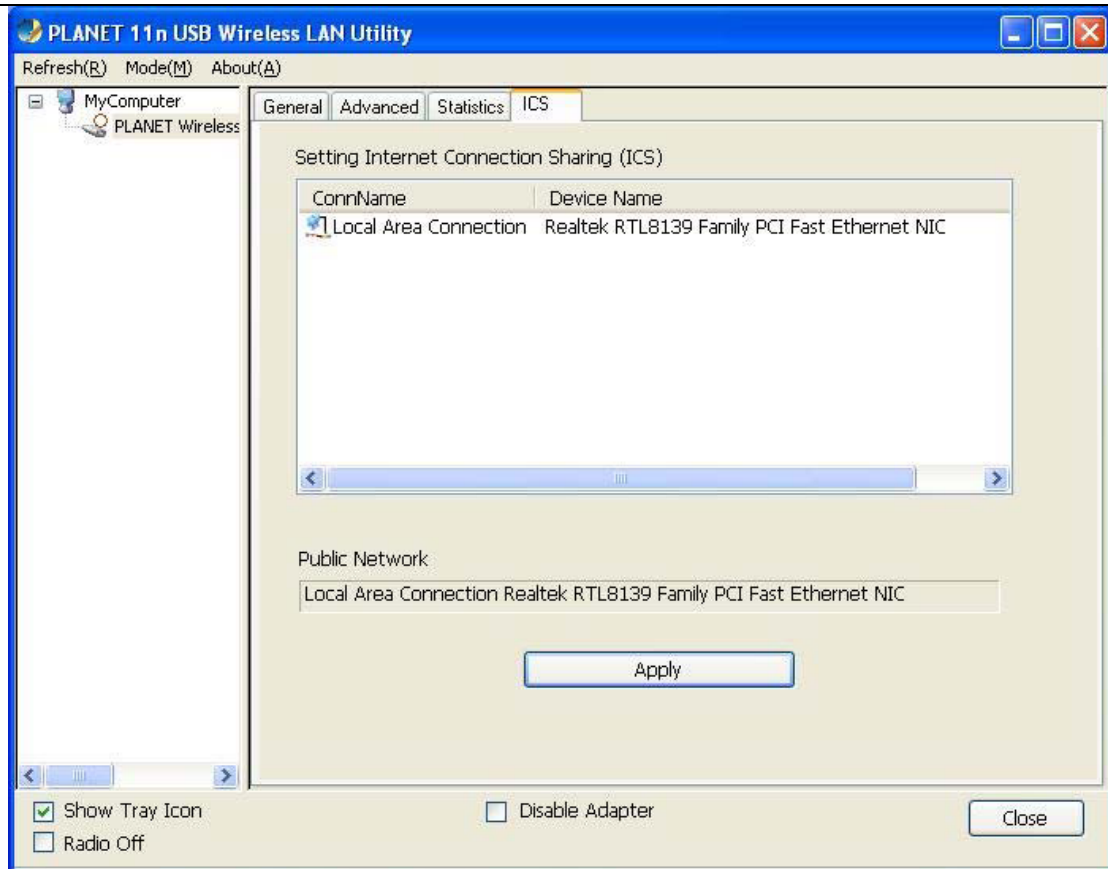 PLANET 11n USB Wireless LAN Utility
Refresh(R) Mode(M) About(A)
MyComputer
PLANET Wireless
General Advanced Statistics ICS
Setting Internet Connection Sharing (ICS)
ConnName Device Name
Local Area Connection Realtek RTL8139 Family PCI Fast Ethernet NIC
Public Network
Local Area Connection Realtek RTL8139 Family PCI Fast Ethernet NIC
Apply
Show Tray Icon
Radio Off
Disable Adapter
Close